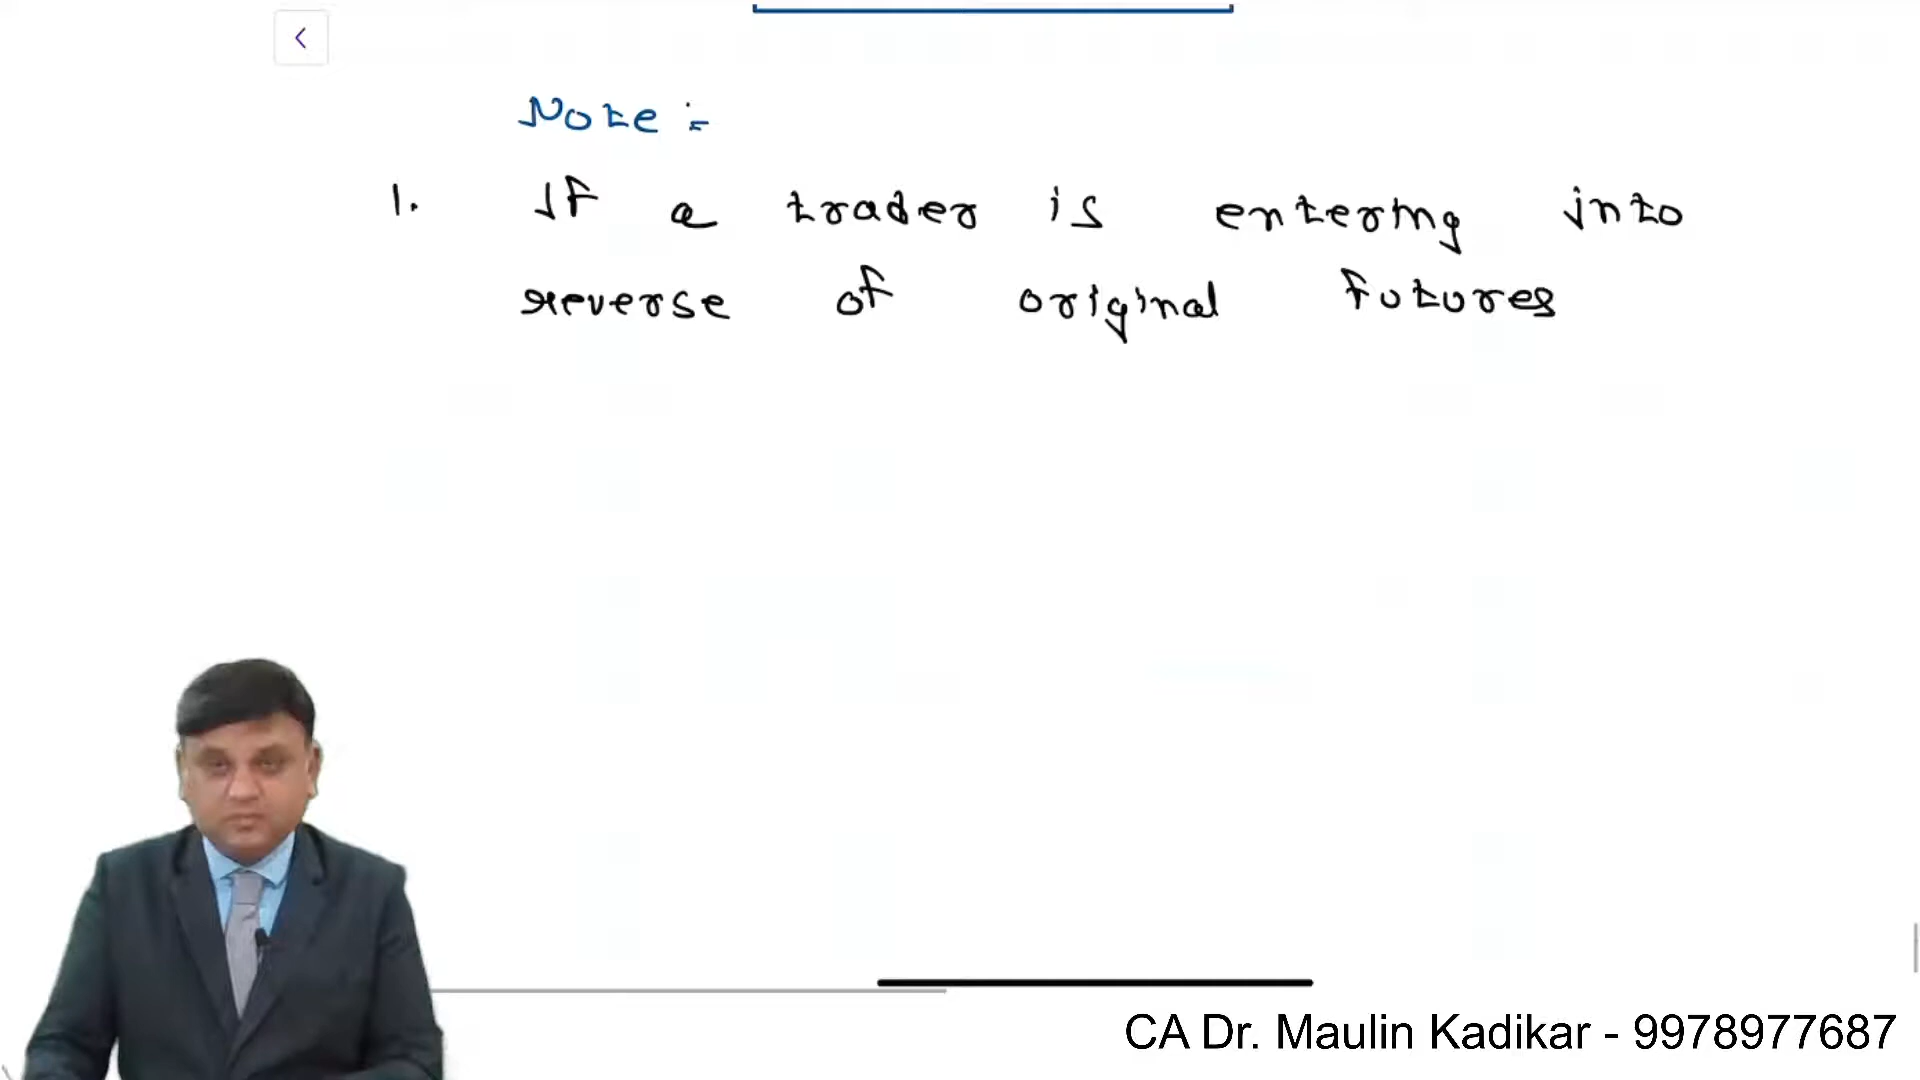 Note :-
1. If a trader is entering into
reverse of original futures
CA Dr. Maulin Kadikar - 9978977687